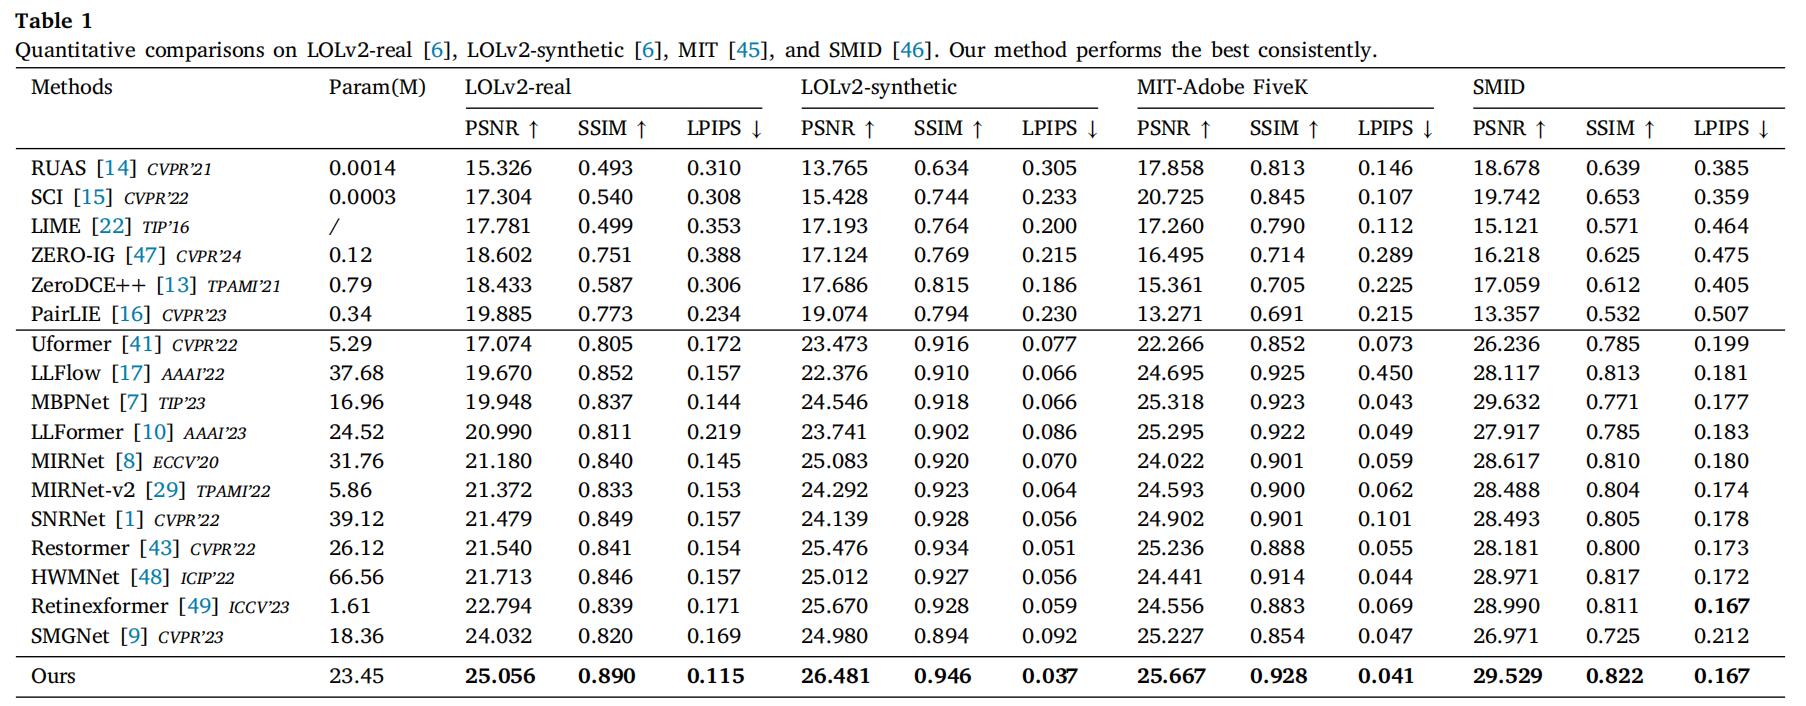 Table 1
Quantitative comparisons on LOLv2-real [6], LOLv2-synthetic [6], MIT [45], and SMID [46]. Our method performs the best consistently.
Methods Param(M) LOLv2-real LOLv2-synthetic MIT-Adobe FiveK SMID
PSNR ↑ SSIM ↑ LPIPS ↓ PSNR ↑ SSIM ↑ LPIPS ↓ PSNR ↑ SSIM ↑ LPIPS ↓ PSNR ↑ SSIM ↑ LPIPS ↓
RUAS [14] CVPR'21 0.0014 15.326 0.493 0.310 13.765 0.634 0.305 17.858 0.813 0.146 18.678 0.639 0.385
SCI [15] CVPR'22 0.0003 17.304 0.540 0.308 15.428 0.744 0.233 20.725 0.845 0.107 19.742 0.653 0.359
LIME [22] TIP'16 / 17.781 0.499 0.353 17.193 0.764 0.200 17.260 0.790 0.112 15.121 0.571 0.464
ZERO-IG [47] CVPR'24 0.12 18.602 0.751 0.388 17.124 0.769 0.215 16.495 0.714 0.289 16.218 0.625 0.475
ZeroDCE++ [13] TPAMI'21 0.79 18.433 0.587 0.306 17.686 0.815 0.186 15.361 0.705 0.225 17.059 0.612 0.405
PairLIE [16] CVPR'23 0.34 19.885 0.773 0.234 19.074 0.794 0.230 13.271 0.691 0.215 13.357 0.532 0.507
Uformer [41] CVPR'22 5.29 17.074 0.805 0.172 23.473 0.916 0.077 22.266 0.852 0.073 26.236 0.785 0.199
LLFlow [17] AAAI'22 37.68 19.670 0.852 0.157 22.376 0.910 0.066 24.695 0.925 0.450 28.117 0.813 0.181
MBPNet [7] TIP'23 16.96 19.948 0.837 0.144 24.546 0.918 0.066 25.318 0.923 0.043 29.632 0.771 0.177
LLFormer [10] AAAI'23 24.52 20.990 0.811 0.219 23.741 0.902 0.086 25.295 0.922 0.049 27.917 0.785 0.183
MIRNet [8] ECCV'20 31.76 21.180 0.840 0.145 25.083 0.920 0.070 24.022 0.901 0.059 28.617 0.810 0.180
MIRNet-v2 [29] TPAMI'22 5.86 21.372 0.833 0.153 24.292 0.923 0.064 24.593 0.900 0.062 28.488 0.804 0.174
SNRNet [1] CVPR'22 39.12 21.479 0.849 0.157 24.139 0.928 0.056 24.902 0.901 0.101 28.493 0.805 0.178
Restormer [43] CVPR'22 26.12 21.540 0.841 0.154 25.476 0.934 0.051 25.236 0.888 0.055 28.181 0.800 0.173
HWMNet [48] ICIP'22 66.56 21.713 0.846 0.157 25.012 0.927 0.056 24.441 0.914 0.044 28.971 0.817 0.172
Retinexformer [49] ICCV'23 1.61 22.794 0.839 0.171 25.670 0.928 0.059 24.556 0.883 0.069 28.990 0.811 0.167
SMGNet [9] CVPR'23 18.36 24.032 0.820 0.169 24.980 0.894 0.092 25.227 0.854 0.047 26.971 0.725 0.212
Ours 23.45 25.056 0.890 0.115 26.481 0.946 0.037 25.667 0.928 0.041 29.529 0.822 0.167